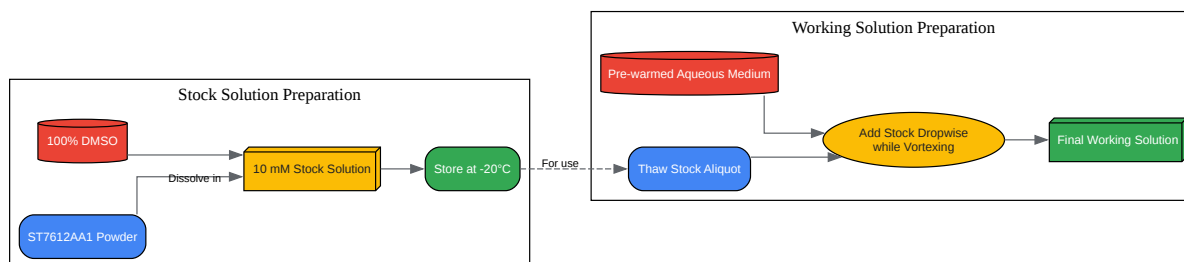 Stock Solution Preparation
100% DMSO
Dissolve in
ST7612AA1 Powder
10 mM Stock Solution
Store at -20°C
For use
Working Solution Preparation
Pre-warmed Aqueous Medium
Thaw Stock Aliquot
Add Stock Dropwise
while Vortexing
Final Working Solution